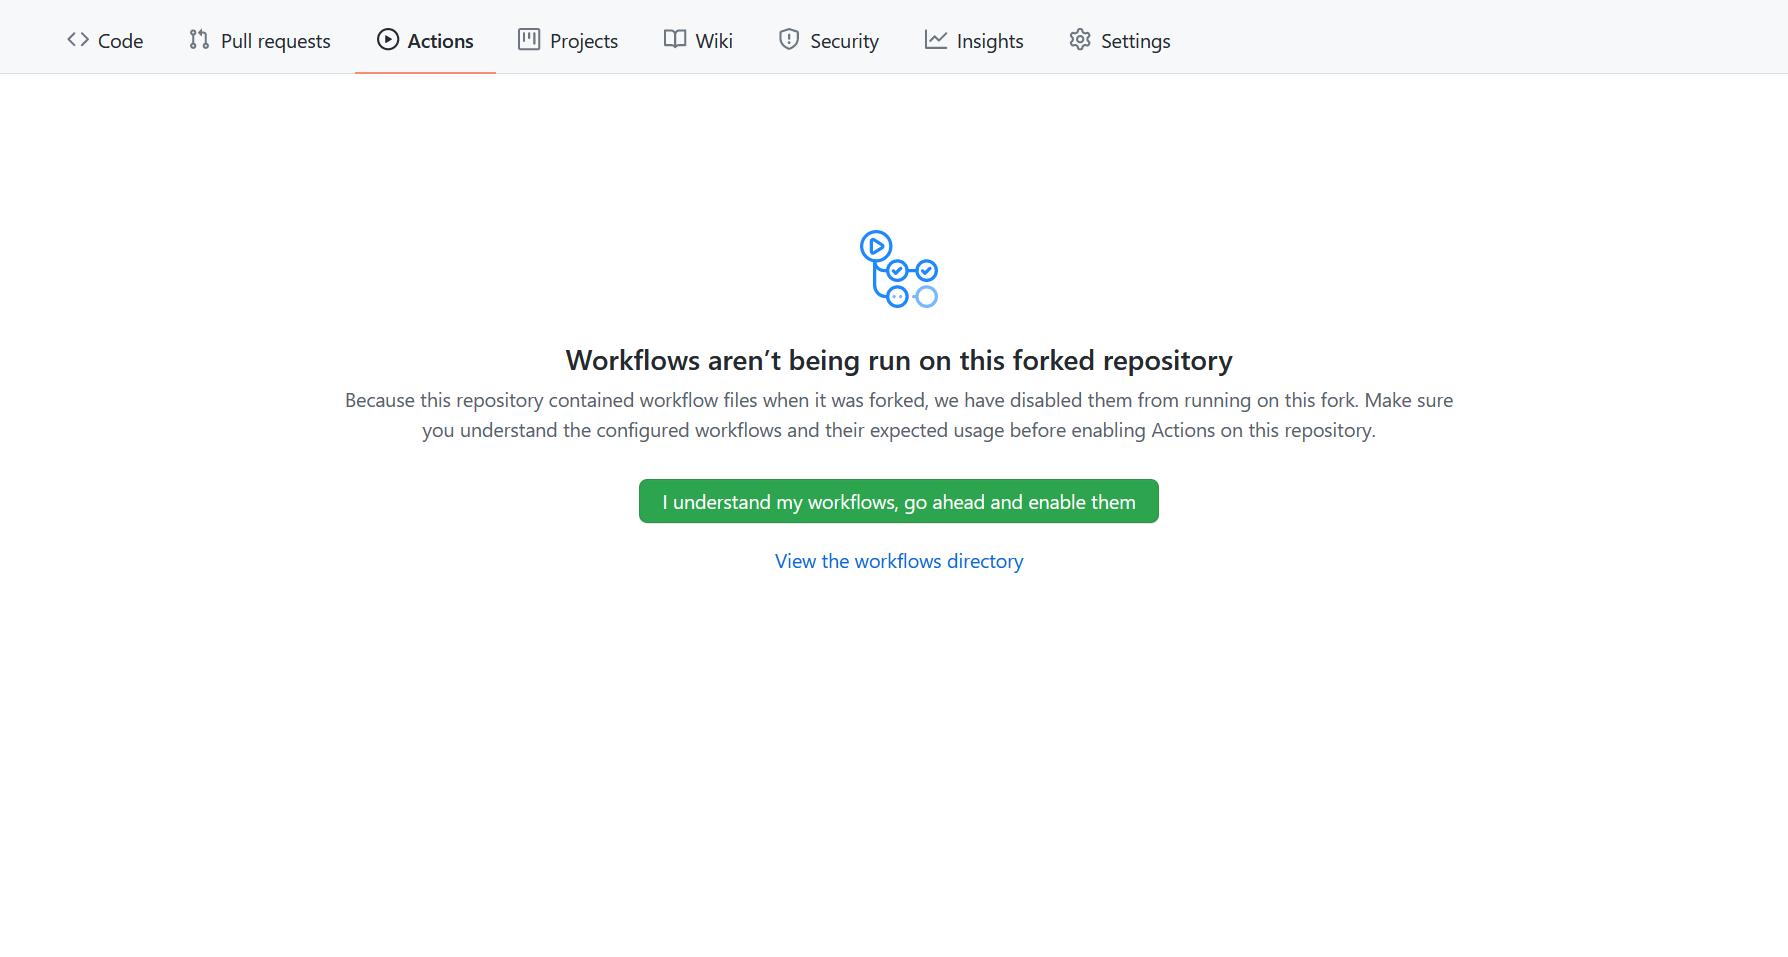 Code Pull requests Actions Projects Wiki Security Insights Settings
Workflows aren’t being run on this forked repository
Because this repository contained workflow files when it was forked, we have disabled them from running on this fork. Make sure
you understand the configured workflows and their expected usage before enabling Actions on this repository.
I understand my workflows, go ahead and enable them
View the workflows directory